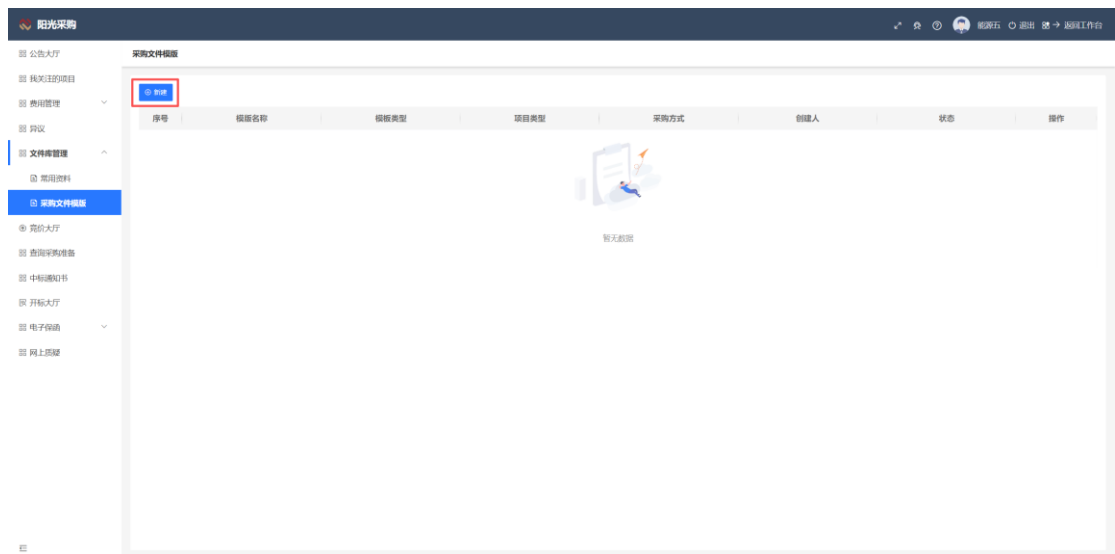 阳光采购
能源五 退出 返回工作台
公告大厅
采购文件模版
我关注的项目
新建
费用管理
序号 模版名称 模板类型 项目类型 采购方式 创建人 状态 操作
异议
文件库管理
常用资料
采购文件模版
竞价大厅
暂无数据
查询采购准备
中标通知书
开标大厅
电子保函
网上质疑